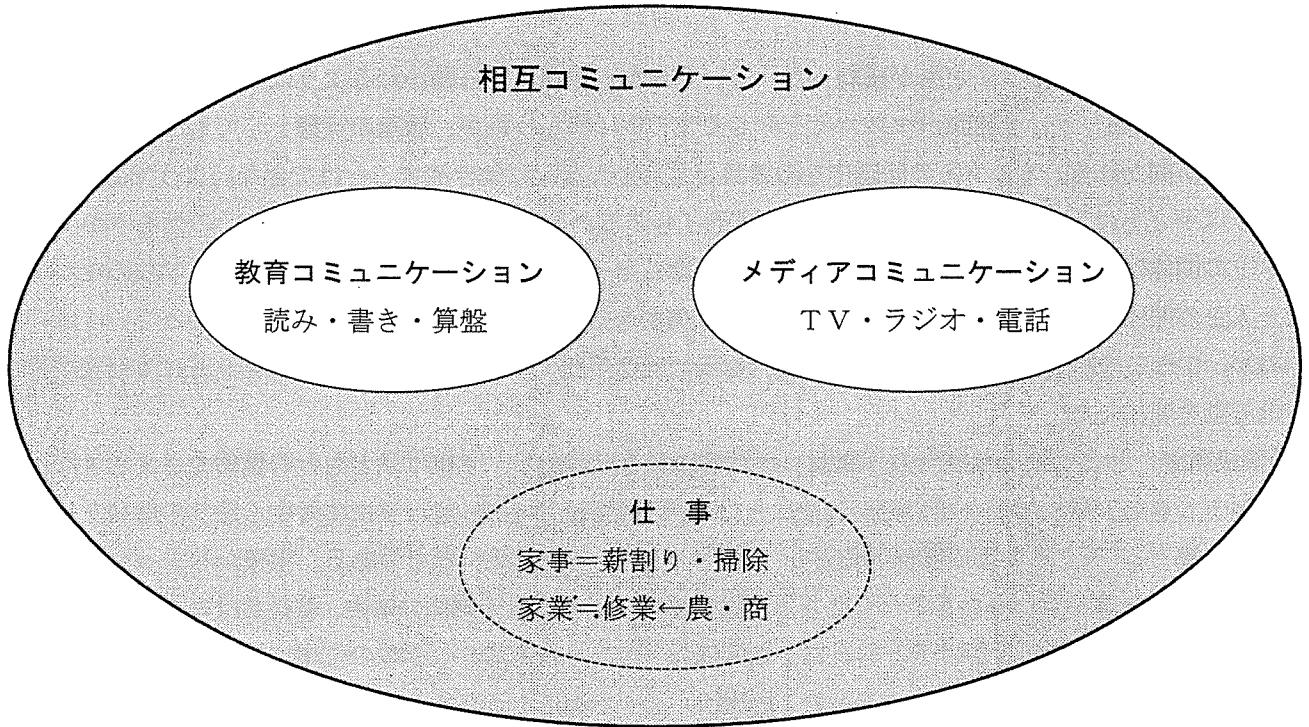 相互コミュニケーション
教育コミュニケーション
読み・書き・算盤
メディアコミュニケーション
ＴＶ・ラジオ・電話
仕　事
家事＝薪割り・掃除
家業≒修業←農・商